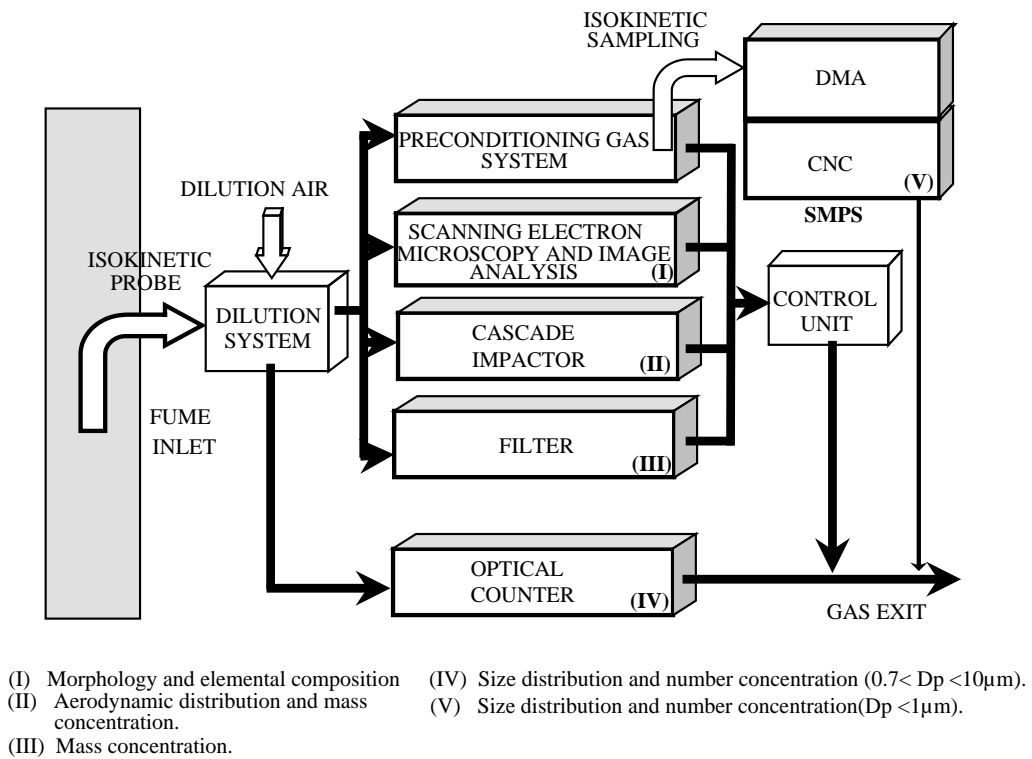 ISOKINETIC
SAMPLING
DMA
CNC
(V)
SMPS
PRECONDITIONING GAS
SYSTEM
DILUTION AIR
SCANNING ELECTRON
MICROSCOPY AND IMAGE
ANALYSIS
(I)
ISOKINETIC
PROBE
DILUTION
SYSTEM
CONTROL
UNIT
CASCADE
IMPACTOR
(II)
FUME
INLET
FILTER
(III)
OPTICAL
COUNTER
(IV)
GAS EXIT
(I) Morphology and elemental composition
(II) Aerodynamic distribution and mass
concentration.
(III) Mass concentration.
(IV) Size distribution and number concentration (0.7< Dp <10µm).
(V) Size distribution and number concentration(Dp <1µm).